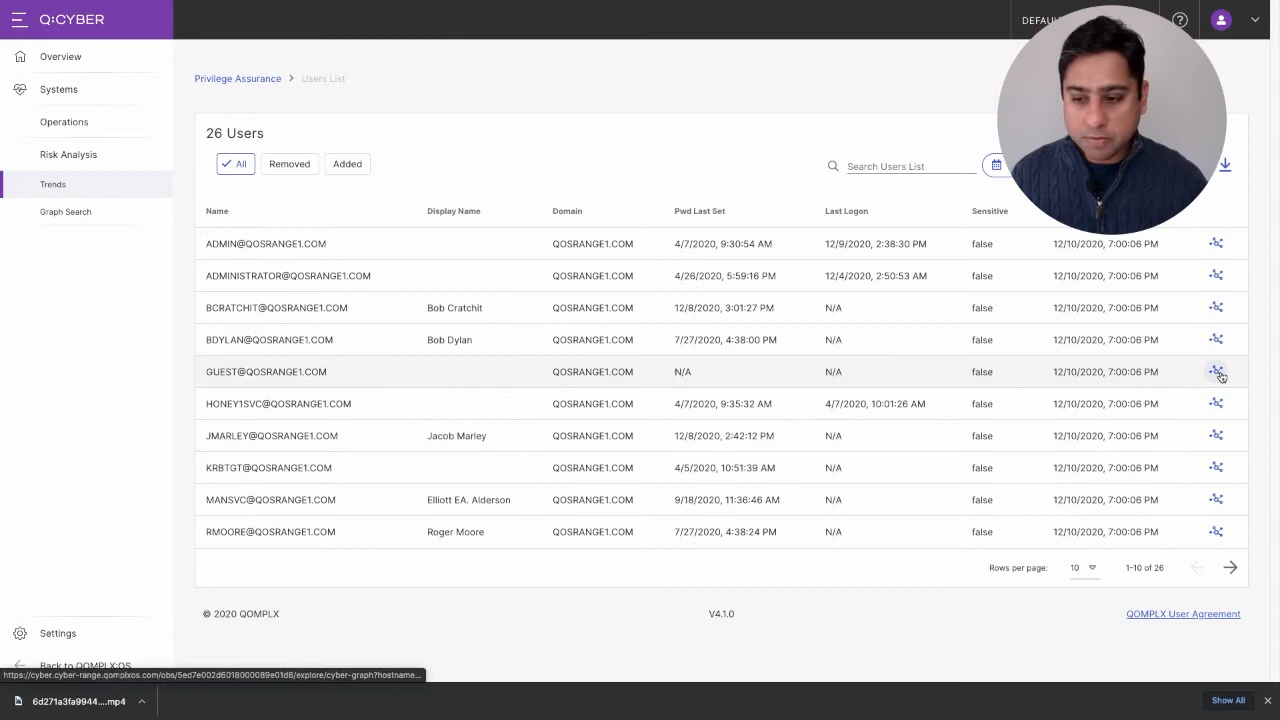 Q:CYBER
DEFAU
Overview
Systems
Operations
Risk Analysis
Trends
Graph Search
Privilege Assurance > Users List
26 Users
All Removed Added
Search Users List
Name Display Name Domain Pwd Last Set Last Logon Sensitive
ADMIN@QOSRANGE1.COM QOSRANGE1.COM 4/7/2020, 9:30:54 AM 12/9/2020, 2:38:30 PM false 12/10/2020, 7:00:06 PM
ADMINISTRATOR@QOSRANGE1.COM QOSRANGE1.COM 4/26/2020, 5:59:16 PM 12/4/2020, 2:50:53 AM false 12/10/2020, 7:00:06 PM
BCRATCHIT@QOSRANGE1.COM Bob Cratchit QOSRANGE1.COM 12/8/2020, 3:01:27 PM N/A false 12/10/2020, 7:00:06 PM
BDYLAN@QOSRANGE1.COM Bob Dylan QOSRANGE1.COM 7/27/2020, 4:38:00 PM N/A false 12/10/2020, 7:00:06 PM
GUEST@QOSRANGE1.COM QOSRANGE1.COM N/A N/A false 12/10/2020, 7:00:06 PM
HONEY1SVC@QOSRANGE1.COM QOSRANGE1.COM 4/7/2020, 9:35:32 AM 4/7/2020, 10:01:26 AM false 12/10/2020, 7:00:06 PM
JMARLEY@QOSRANGE1.COM Jacob Marley QOSRANGE1.COM 12/8/2020, 2:42:12 PM N/A false 12/10/2020, 7:00:06 PM
KRBTGT@QOSRANGE1.COM QOSRANGE1.COM 4/5/2020, 10:51:39 AM N/A false 12/10/2020, 7:00:06 PM
MANSVC@QOSRANGE1.COM Elliott EA. Alderson QOSRANGE1.COM 9/18/2020, 11:36:46 AM N/A false 12/10/2020, 7:00:06 PM
RMOORE@QOSRANGE1.COM Roger Moore QOSRANGE1.COM 7/27/2020, 4:38:24 PM N/A false 12/10/2020, 7:00:06 PM
Rows per page: 10 1-10 of 26
© 2020 QOMPLX V4.1.0 QOMPLX User Agreement
Settings
Back to QOMPLX:OS
https://cyber.cyber-range.qomplxos.com/obs/5ed7e002d6018000089e01d8/explore/cyber-graph?hostname...
6d271a3fa9944....mp4
Show All